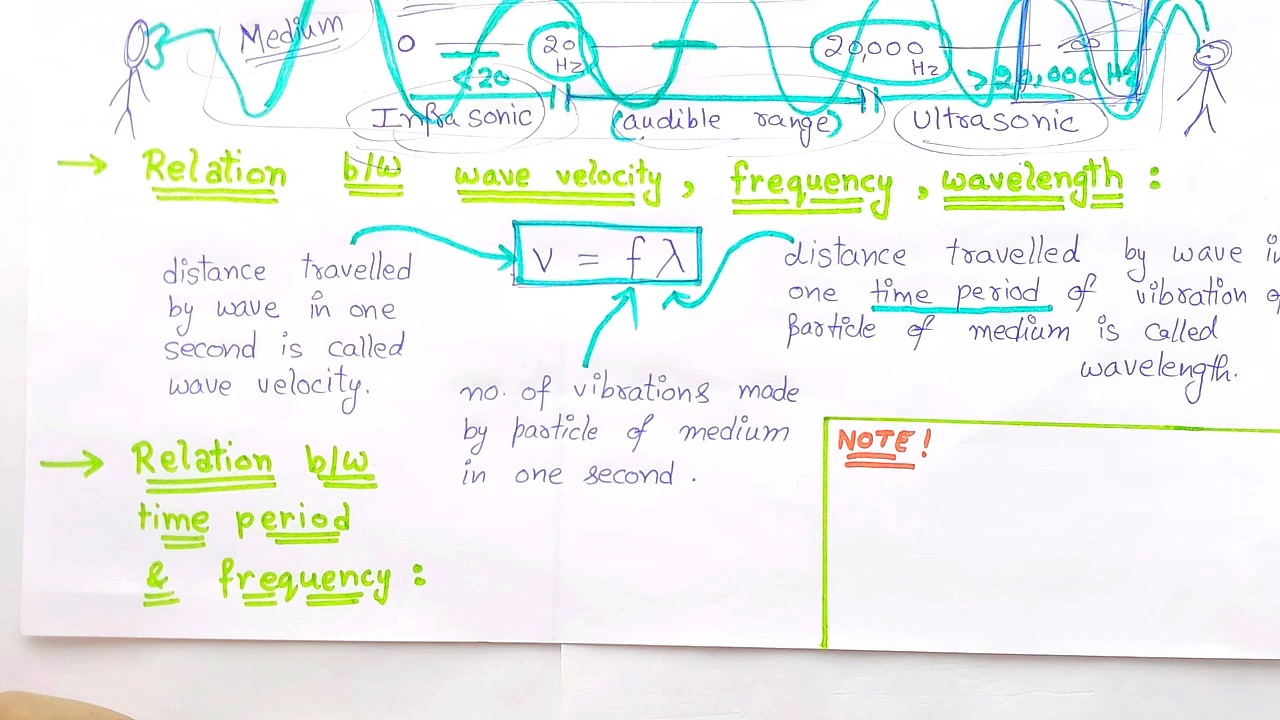 Medium
0
20
Hz
20,000
Hz
∞
<20
>20,000 Hz
Infrasonic
(audible range)
Ultrasonic
→ Relation b/w wave velocity, frequency, wavelength :
distance travelled
by wave in one
second is called
wave velocity.
v = f λ
distance travelled by wave in
one time period of vibration of
particle of medium is called
wavelength.
no. of vibrations made
by particle of medium
in one second .
→ Relation b/w
time period
& frequency :
NOTE!